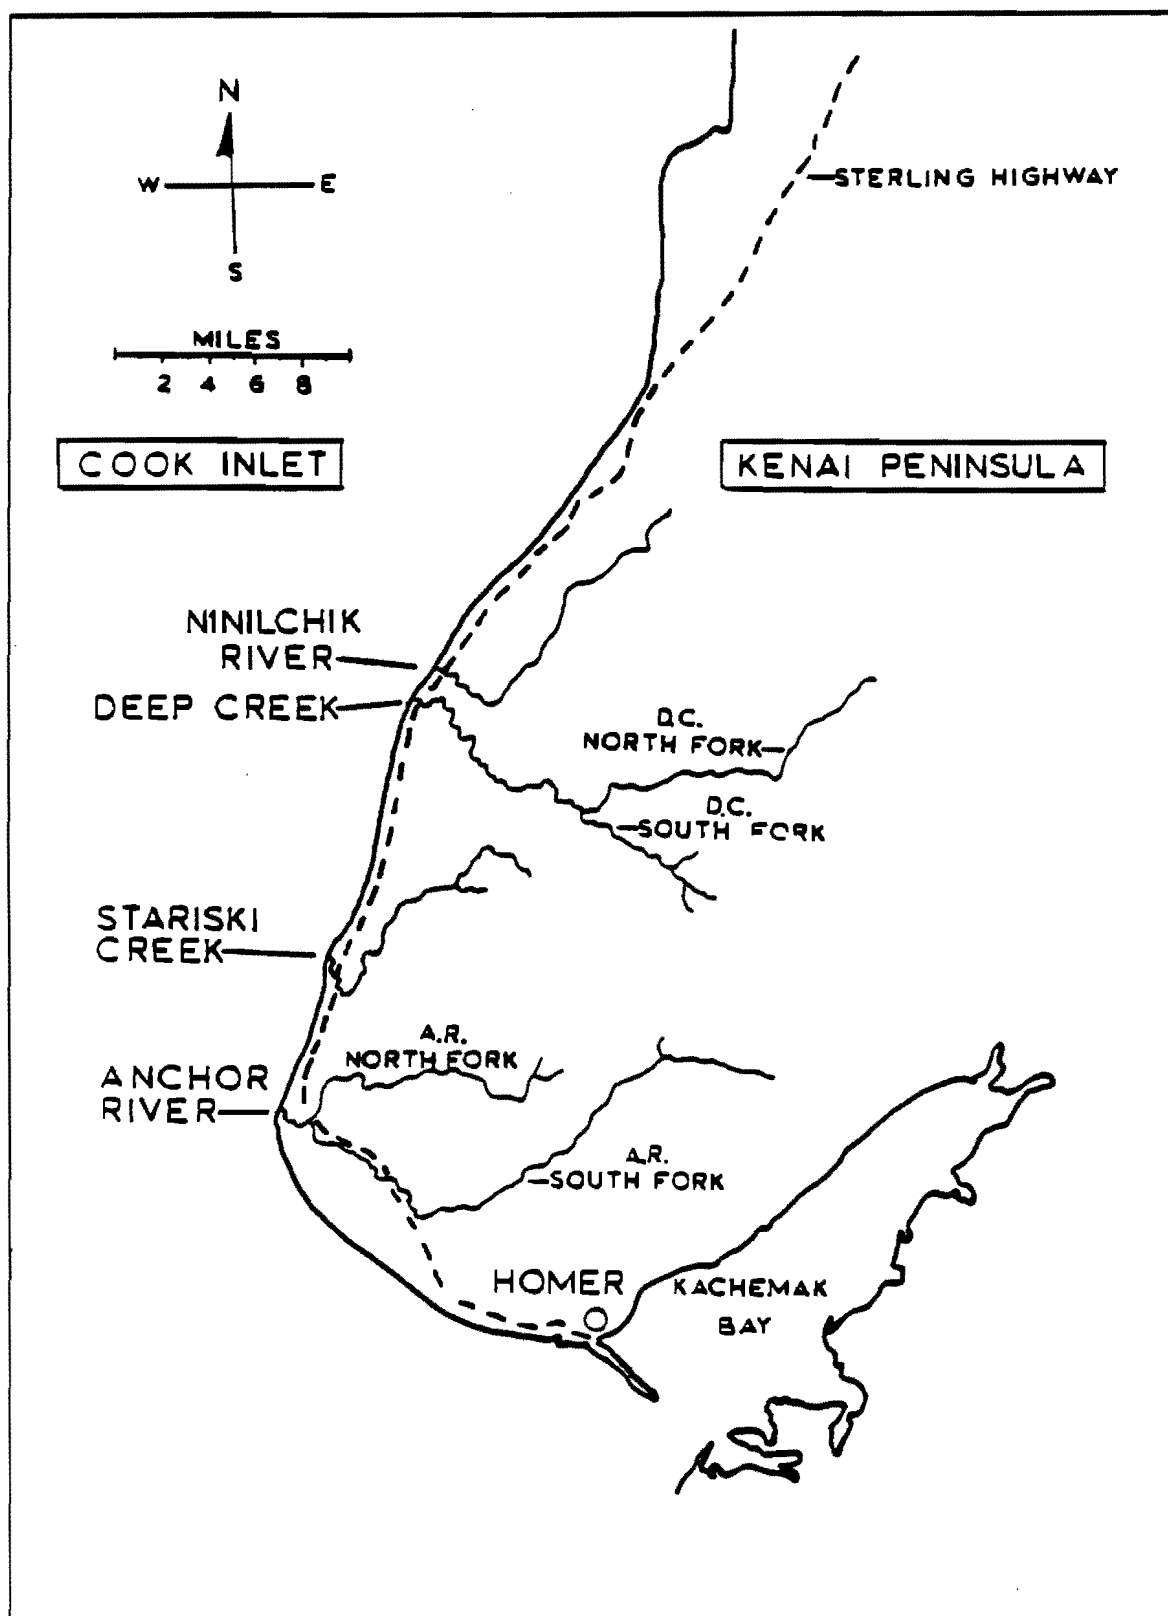 N
W E
S
STERLING HIGHWAY
MILES
2 4 6 8
COOK INLET
KENAI PENINSULA
NINILCHIK
RIVER
DEEP CREEK
D.C.
NORTH FORK
D.C.
SOUTH FORK
STARISKI
CREEK
A.R.
NORTH FORK
ANCHOR
RIVER
A.R.
SOUTH FORK
HOMER
KACHEMAK
BAY